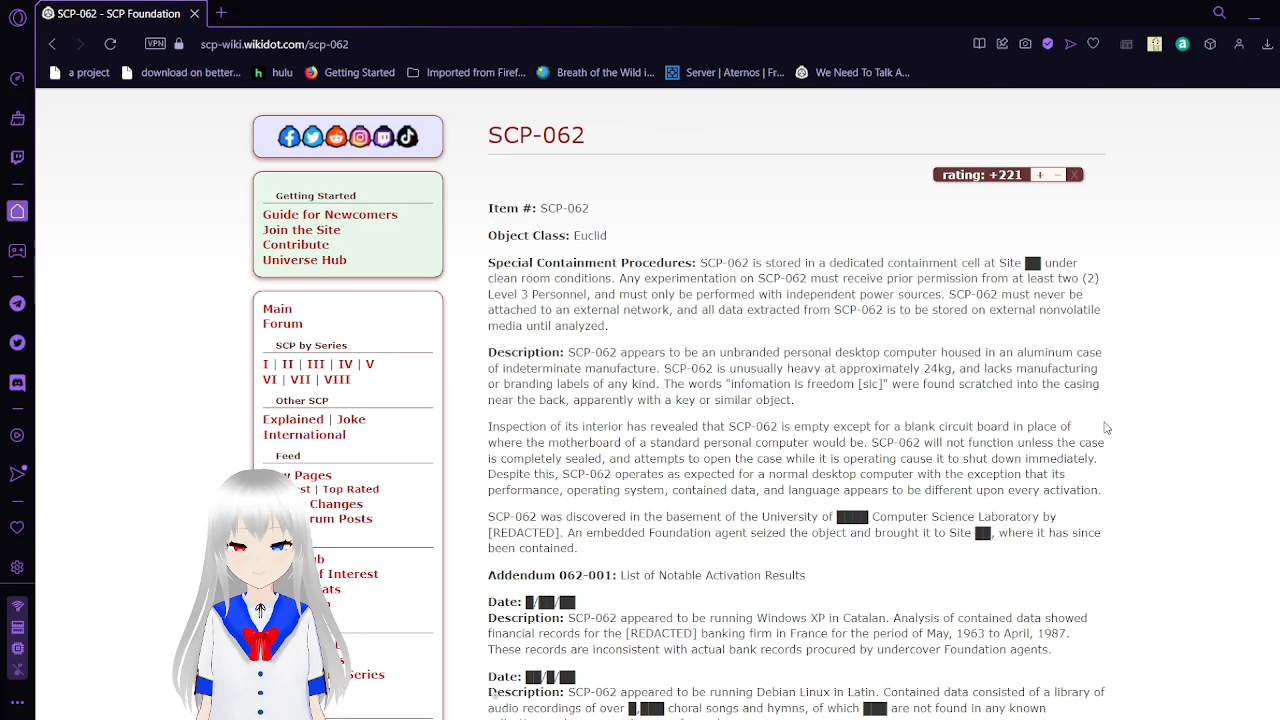 SCP-062 - SCP Foundation
VPN
scp-wiki.wikidot.com/scp-062
a project
download on better...
hulu
Getting Started
Imported from Firef...
Breath of the Wild i...
Server | Aternos | Fr...
We Need To Talk A...
Getting Started
Guide for Newcomers
Join the Site
Contribute
Universe Hub
Main
Forum
SCP by Series
I | II | III | IV | V
VI | VII | VIII
Other SCP
Explained | Joke
International
Feed
Pages
| Top Rated
Changes
Posts
f Interest
Series
SCP-062
rating: +221 + – X
Item #: SCP-062
Object Class: Euclid
Special Containment Procedures: SCP-062 is stored in a dedicated containment cell at Site ██ under
clean room conditions. Any experimentation on SCP-062 must receive prior permission from at least two (2)
Level 3 Personnel, and must only be performed with independent power sources. SCP-062 must never be
attached to an external network, and all data extracted from SCP-062 is to be stored on external nonvolatile
media until analyzed.
Description: SCP-062 appears to be an unbranded personal desktop computer housed in an aluminum case
of indeterminate manufacture. SCP-062 is unusually heavy at approximately 24kg, and lacks manufacturing
or branding labels of any kind. The words "infomation is freedom [sic]" were found scratched into the casing
near the back, apparently with a key or similar object.
Inspection of its interior has revealed that SCP-062 is empty except for a blank circuit board in place of
where the motherboard of a standard personal computer would be. SCP-062 will not function unless the case
is completely sealed, and attempts to open the case while it is operating cause it to shut down immediately.
Despite this, SCP-062 operates as expected for a normal desktop computer with the exception that its
performance, operating system, contained data, and language appears to be different upon every activation.
SCP-062 was discovered in the basement of the University of ████ Computer Science Laboratory by
[REDACTED]. An embedded Foundation agent seized the object and brought it to Site ██, where it has since
been contained.
Addendum 062-001: List of Notable Activation Results
Date: █/██/██
Description: SCP-062 appeared to be running Windows XP in Catalan. Analysis of contained data showed
financial records for the [REDACTED] banking firm in France for the period of May, 1963 to April, 1987.
These records are inconsistent with actual bank records procured by undercover Foundation agents.
Date: ██/█/██
Description: SCP-062 appeared to be running Debian Linux in Latin. Contained data consisted of a library of
audio recordings of over █,███ choral songs and hymns, of which ███ are not found in any known